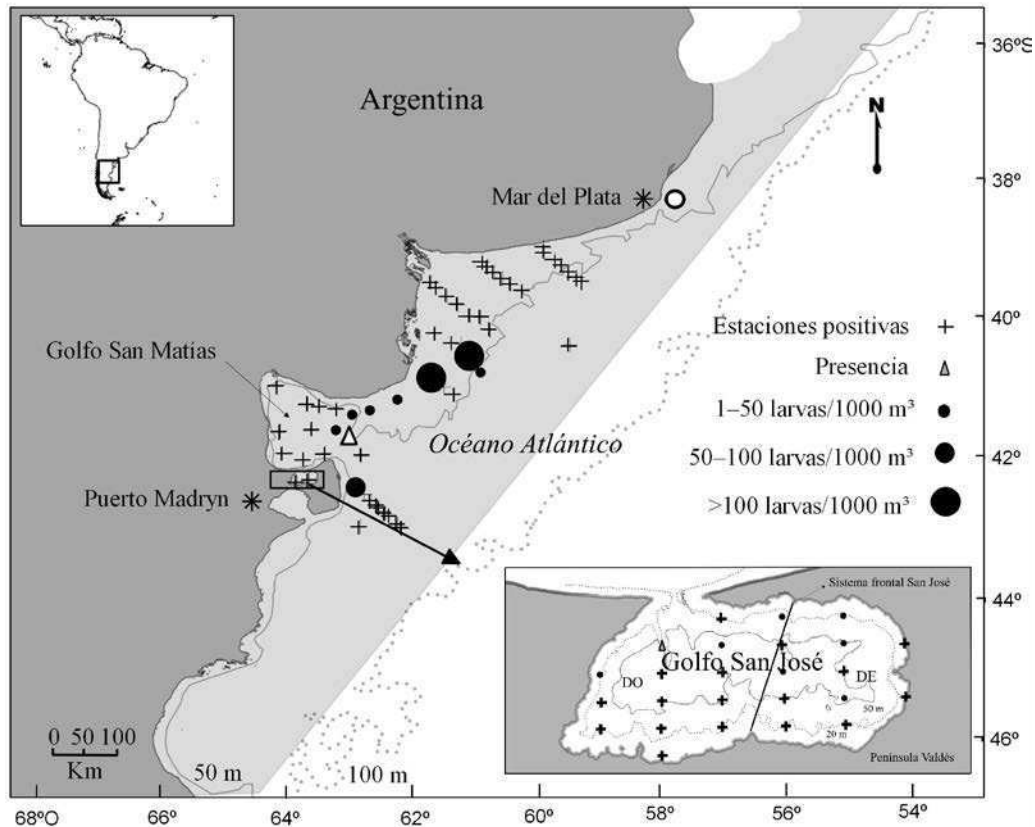 36ºS
Argentina
N
38º
Mar del Plata
40º
Estaciones positivas
Golfo San Matias
Presencia
1–50 larvas/1000 m³
Océano Atlántico
50–100 larvas/1000 m³
42º
Puerto Madryn
>100 larvas/1000 m³
Sistema frontal San José
44º
Golfo San José
DO
DE
50 m
20 m
0 50 100
Km
50 m
100 m
46º
Península Valdés
68ºO
66º
64º
62º
60º
58º
56º
54º